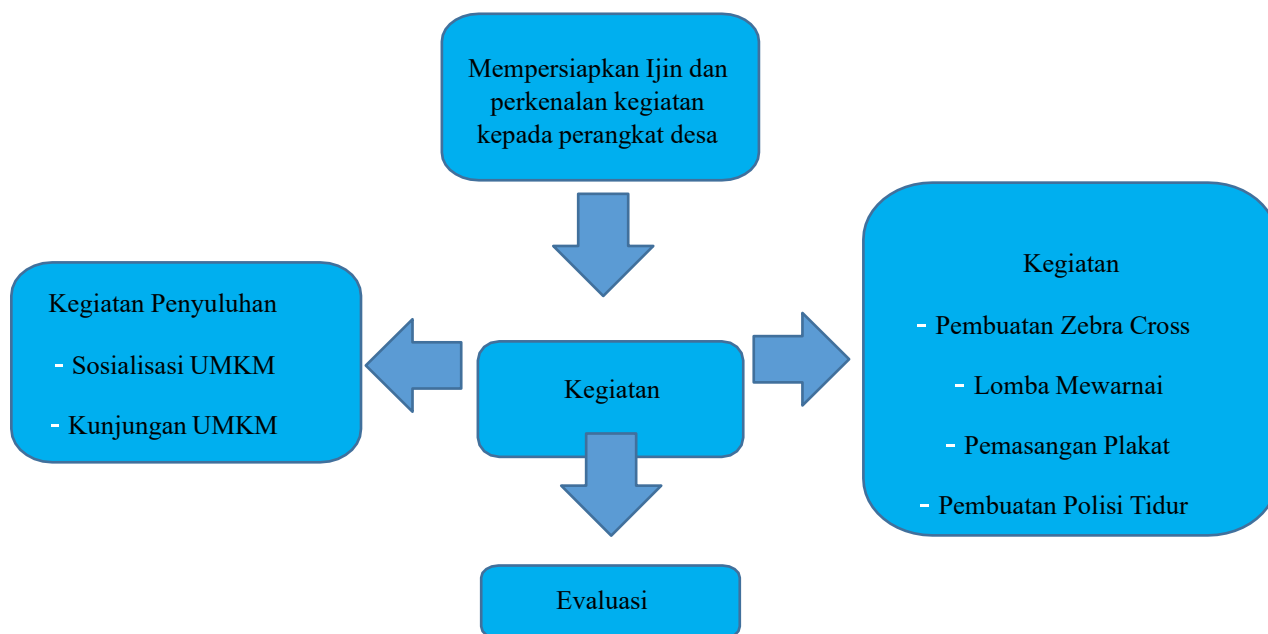 Mempersiapkan Ijin dan
perkenalan kegiatan
kepada perangkat desa
Kegiatan Penyuluhan
- Sosialisasi UMKM
- Kunjungan UMKM
Kegiatan
Kegiatan
- Pembuatan Zebra Cross
- Lomba Mewarnai
- Pemasangan Plakat
- Pembuatan Polisi Tidur
Evaluasi